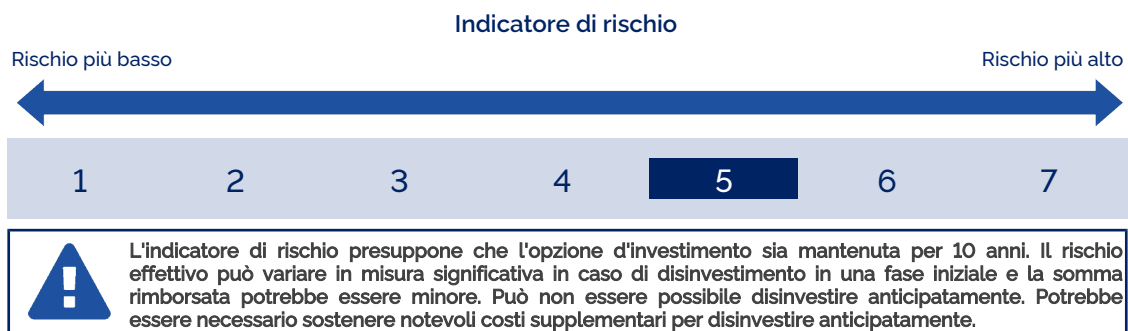 Indicatore di rischio
Rischio più basso
Rischio più alto
1 2 3 4 5 6 7
L'indicatore di rischio presuppone che l'opzione d'investimento sia mantenuta per 10 anni. Il rischio
effettivo può variare in misura significativa in caso di disinvestimento in una fase iniziale e la somma
rimborsata potrebbe essere minore. Può non essere possibile disinvestire anticipatamente. Potrebbe
essere necessario sostenere notevoli costi supplementari per disinvestire anticipatamente.